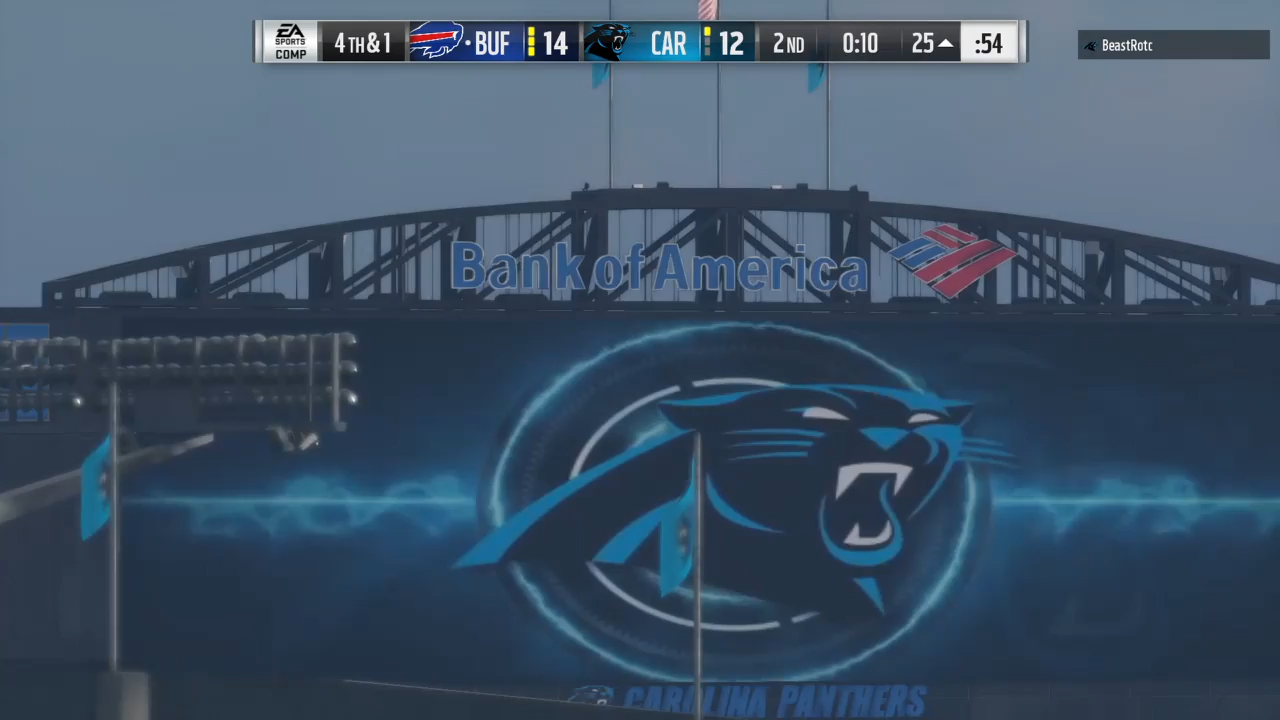 EA SPORTS COMP 4TH&1 · BUF 14 CAR 12 2ND 0:10 25 :54
BeastRotc
Bank of America
CAROLINA PANTHERS